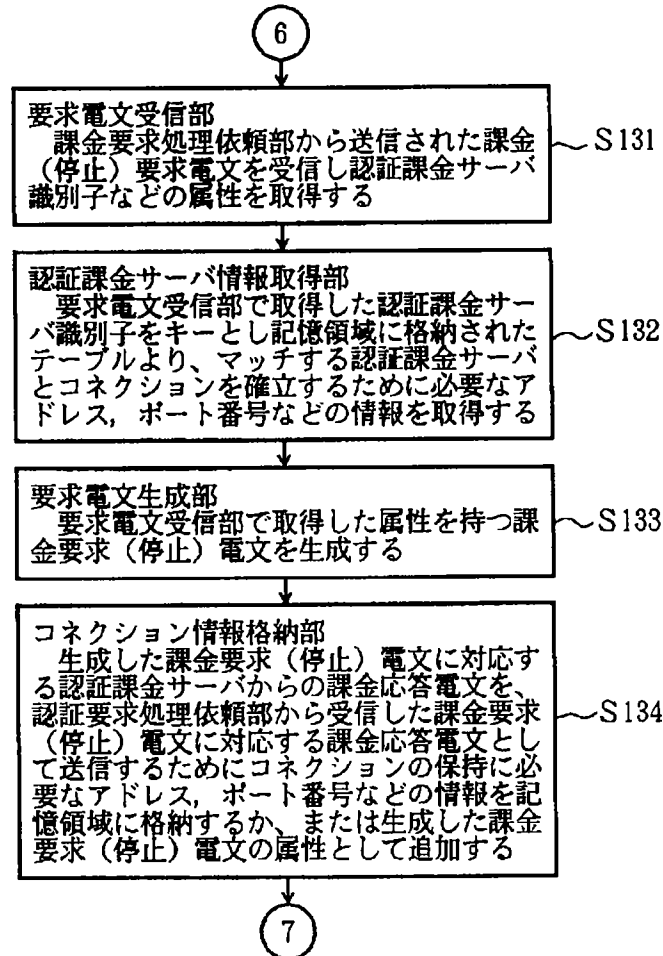 6
要求電文受信部
課金要求処理依頼部から送信された課金
（停止）要求電文を受信し認証課金サーバ
識別子などの属性を取得する
S131
認証課金サーバ情報取得部
要求電文受信部で取得した認証課金サー
バ識別子をキーとし記憶領域に格納された
テーブルより、マッチする認証課金サーバ
とコネクションを確立するために必要なア
ドレス，ポート番号などの情報を取得する
S132
要求電文生成部
要求電文受信部で取得した属性を持つ課
金要求（停止）電文を生成する
S133
コネクション情報格納部
生成した課金要求（停止）電文に対応す
る認証課金サーバからの課金応答電文を、
認証要求処理依頼部から受信した課金要求
（停止）電文に対応する課金応答電文とし
て送信するためにコネクションの保持に必
要なアドレス，ポート番号などの情報を記
憶領域に格納するか、または生成した課金
要求（停止）電文の属性として追加する
S134
7